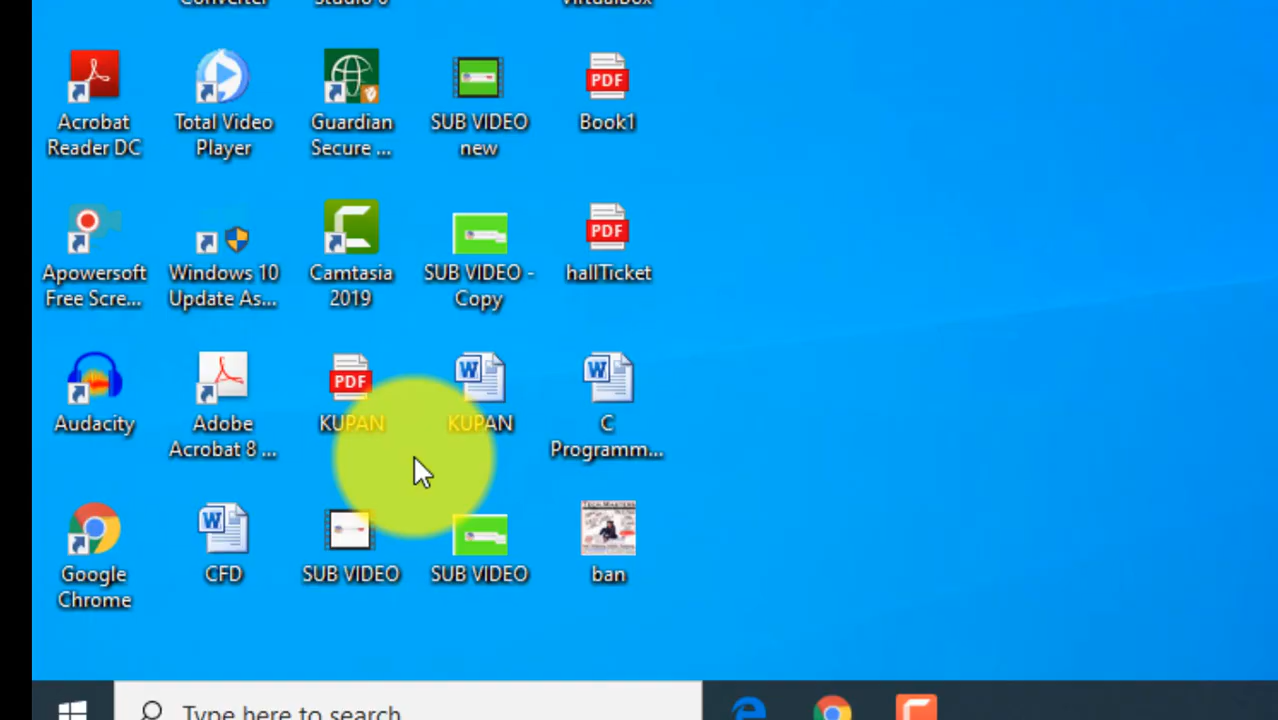 Converter
Studio 6
VirtualBox
Acrobat
Reader DC
Total Video
Player
Guardian
Secure ...
SUB VIDEO
new
PDF
Book1
Apowersoft
Free Scre...
Windows 10
Update As...
Camtasia
2019
SUB VIDEO -
Copy
PDF
hallTicket
Audacity
Adobe
Acrobat 8 ...
PDF
KUPAN
W
KUPAN
W
C
Programm...
Google
Chrome
W
CFD
SUB VIDEO
SUB VIDEO
ban
Type here to search